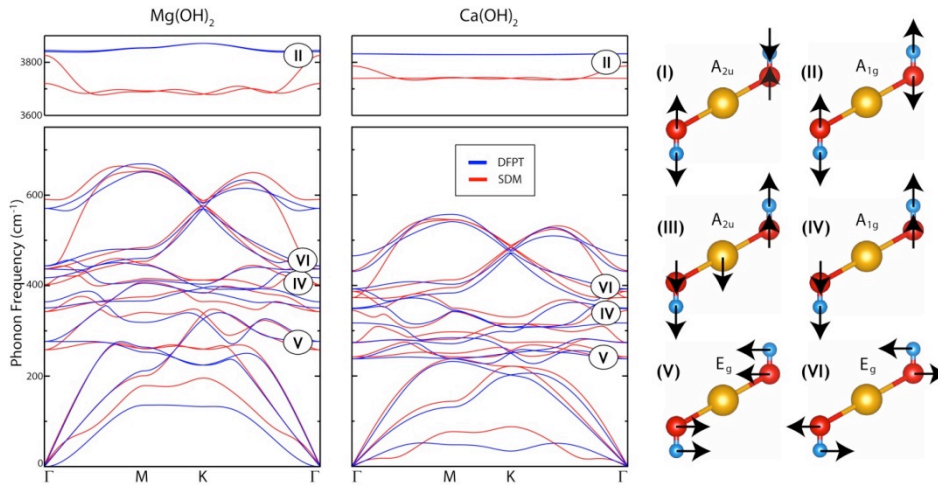 Mg(OH)2
Ca(OH)2
Phonon Frequency (cm-1)
3800
3600
600
400
200
0
II
VI
IV
V
Γ M K Γ
II
DFPT
SDM
VI
IV
V
Γ M K Γ
(I) A2u
(II) A1g
(III) A2u
(IV) A1g
(V) Eg
(VI) Eg